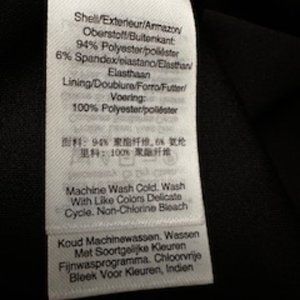 Shell/Exterieur/Armazon/
Oberstoff/Buitenkant:
94% Polyester/poliéster
6% Spandex/elastano/Elasthan/
Elasthaan
Lining/Doublure/Forro/Futter/
Voering:
100% Polyester/poliéster
面料: 94% 聚酯纤维,6% 氨纶
里料: 100% 聚酯纤维
Machine Wash Cold. Wash
With Like Colors Delicate
Cycle. Non-Chlorine Bleach
Koud Machinewassen. Wassen
Met Soortgelijke Kleuren
Fijnwasprogramma. Chloorvrije
Bleek Voor Kleuren, Indien